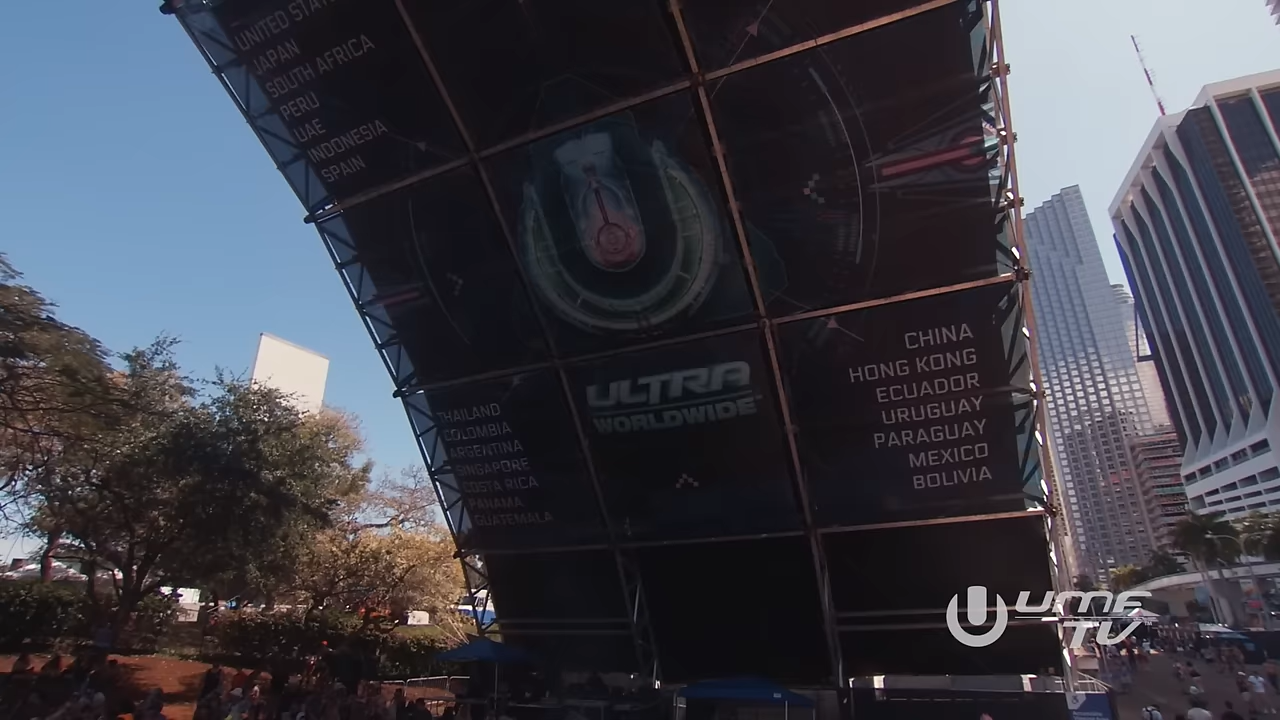 UNITED STAT
JAPAN
SOUTH AFRICA
PERU
UAE
INDONESIA
SPAIN
ULTRA
WORLDWIDE
THAILAND
COLOMBIA
ARGENTINA
SINGAPORE
COSTA RICA
PANAMA
GUATEMALA
CHINA
HONG KONG
ECUADOR
URUGUAY
PARAGUAY
MEXICO
BOLIVIA
UMF
TV